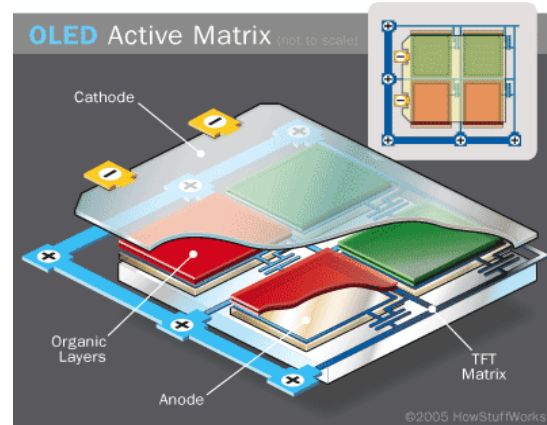 OLED Active Matrix (not to scale)
Cathode
Organic
Layers
Anode
TFT
Matrix
©2005 HowStuffWorks